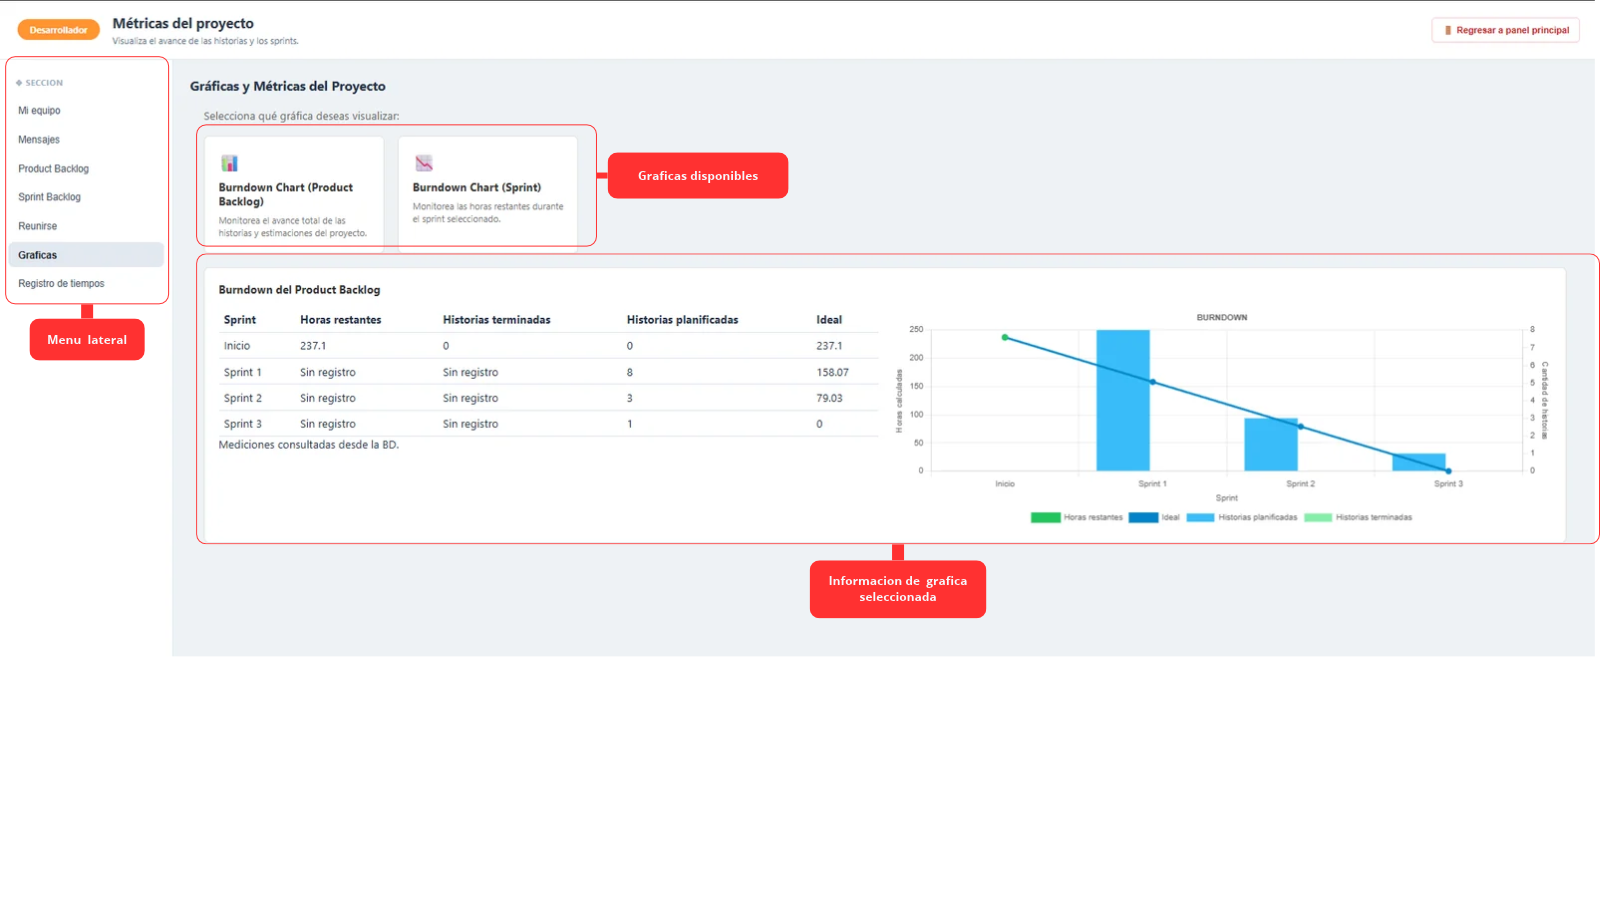 Desarrollador
Métricas del proyecto
Visualiza el avance de las historias y los sprints.
Regresar a panel principal
SECCION
Mi equipo
Mensajes
Product Backlog
Sprint Backlog
Reunirse
Graficas
Registro de tiempos
Menu lateral
Gráficas y Métricas del Proyecto
Selecciona qué gráfica deseas visualizar:
Burndown Chart (Product
Backlog)
Monitorea el avance total de las
historias y estimaciones del proyecto.
Burndown Chart (Sprint)
Monitorea las horas restantes durante
el sprint seleccionado.
Graficas disponibles
Burndown del Product Backlog
Sprint Horas restantes Historias terminadas Historias planificadas Ideal
Inicio 237.1 0 0 237.1
Sprint 1 Sin registro Sin registro 8 158.07
Sprint 2 Sin registro Sin registro 3 79.03
Sprint 3 Sin registro Sin registro 1 0
Mediciones consultadas desde la BD.
BURNDOWN
Horas calculadas
250
200
150
100
50
0
8
7
6
5
4
3
2
1
0
Cantidad de historias
Inicio Sprint 1 Sprint 2 Sprint 3
Sprint
Horas restantes Ideal Historias planificadas Historias terminadas
Informacion de grafica
seleccionada